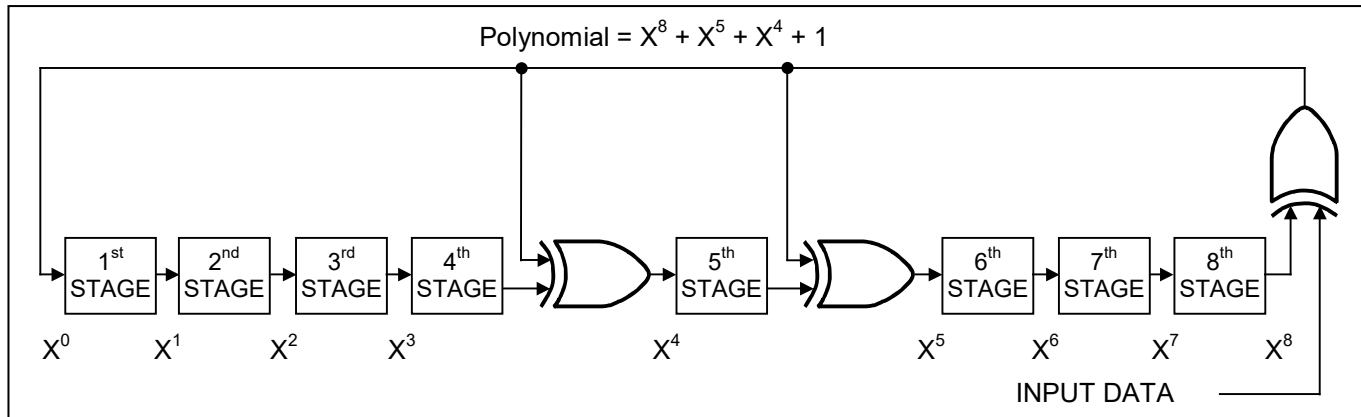 Polynomial = X⁸ + X⁵ + X⁴ + 1
1ˢᵗ
STAGE
2ⁿᵈ
STAGE
3ʳᵈ
STAGE
4ᵗʰ
STAGE
5ᵗʰ
STAGE
6ᵗʰ
STAGE
7ᵗʰ
STAGE
8ᵗʰ
STAGE
X⁰ X¹ X² X³ X⁴ X⁵ X⁶ X⁷ X⁸
INPUT DATA